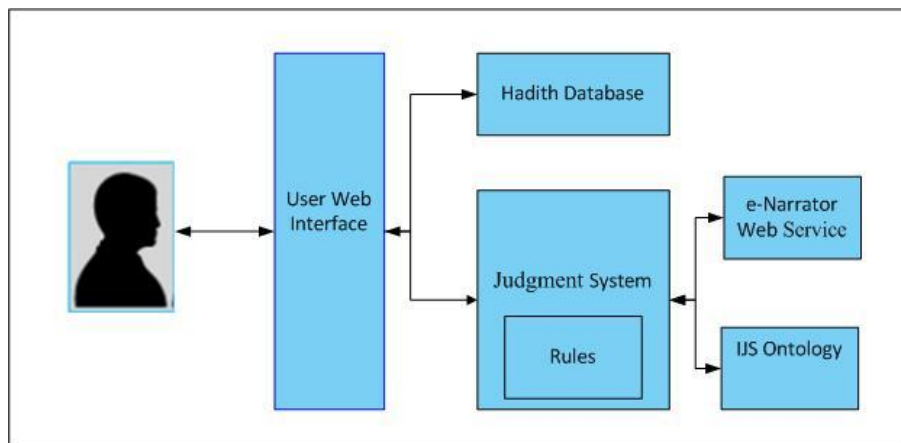 Hadith Database
User Web
Interface
e-Narrator
Web Service
Judgment System
Rules
IJS Ontology